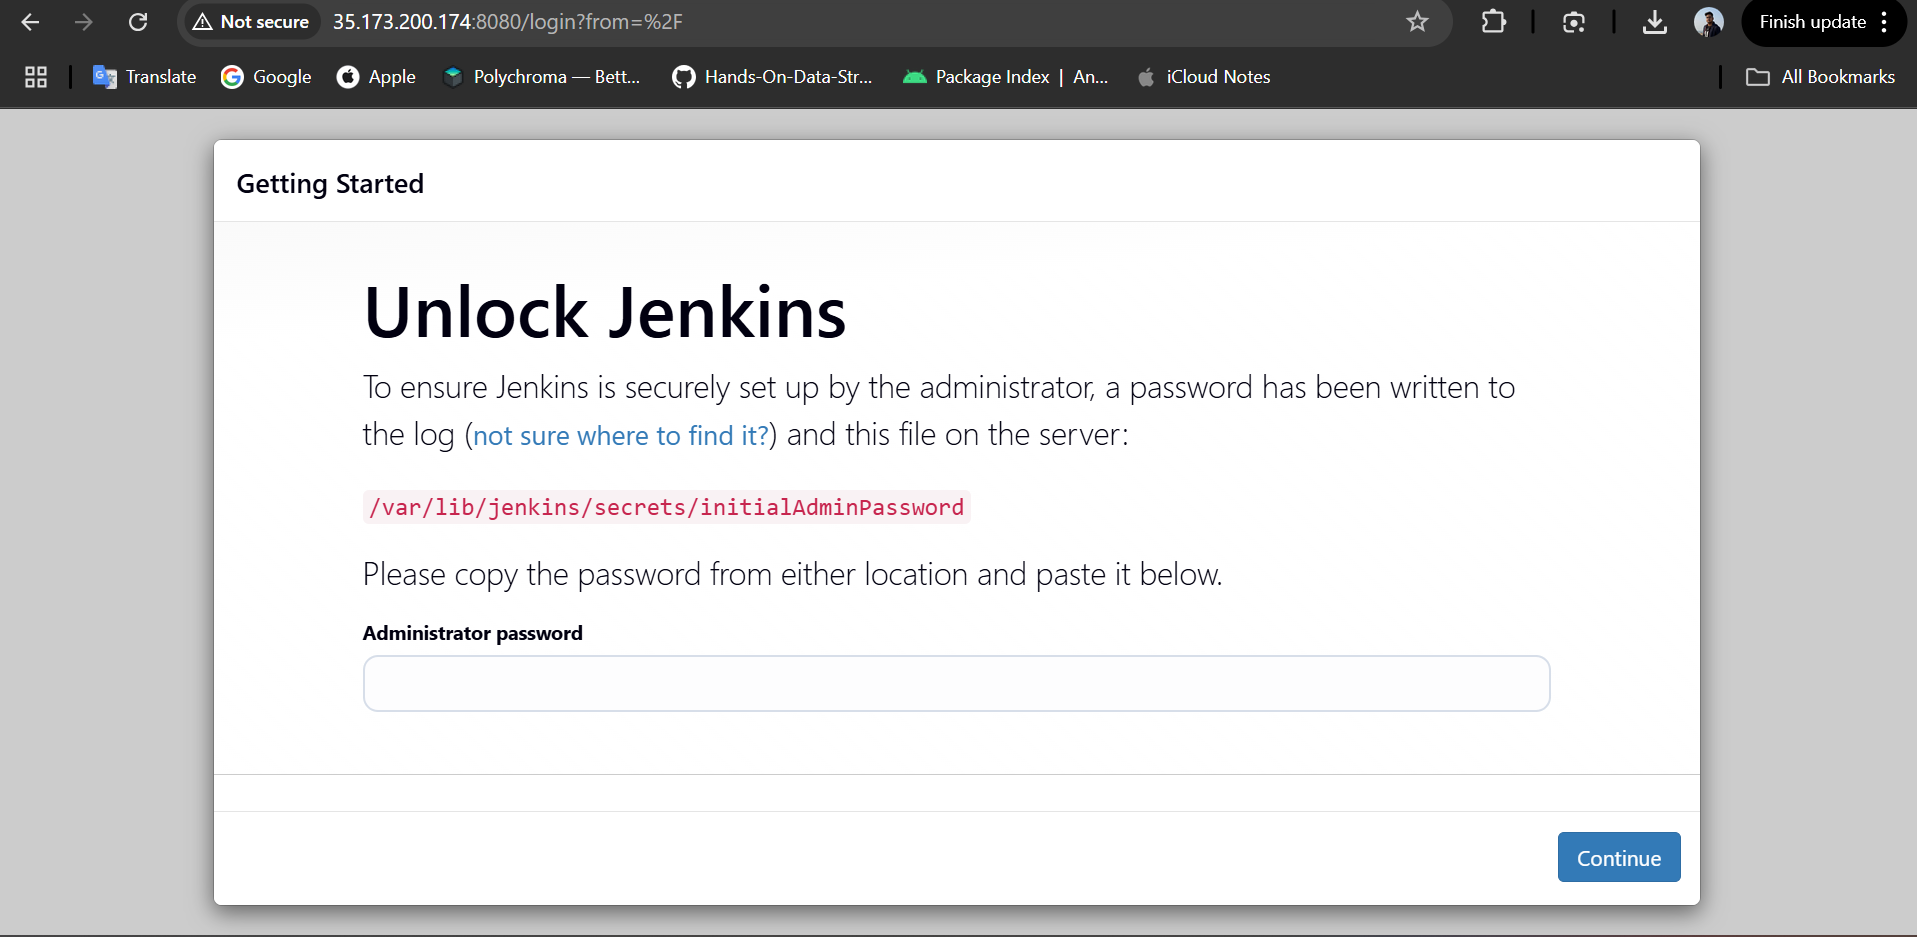 Not secure 35.173.200.174:8080/login?from=%2F Finish update
Translate Google Apple Polychroma — Bett... Hands-On-Data-Str... Package Index | An... iCloud Notes All Bookmarks
Getting Started
Unlock Jenkins
To ensure Jenkins is securely set up by the administrator, a password has been written to
the log (not sure where to find it?) and this file on the server:
/var/lib/jenkins/secrets/initialAdminPassword
Please copy the password from either location and paste it below.
Administrator password
Continue